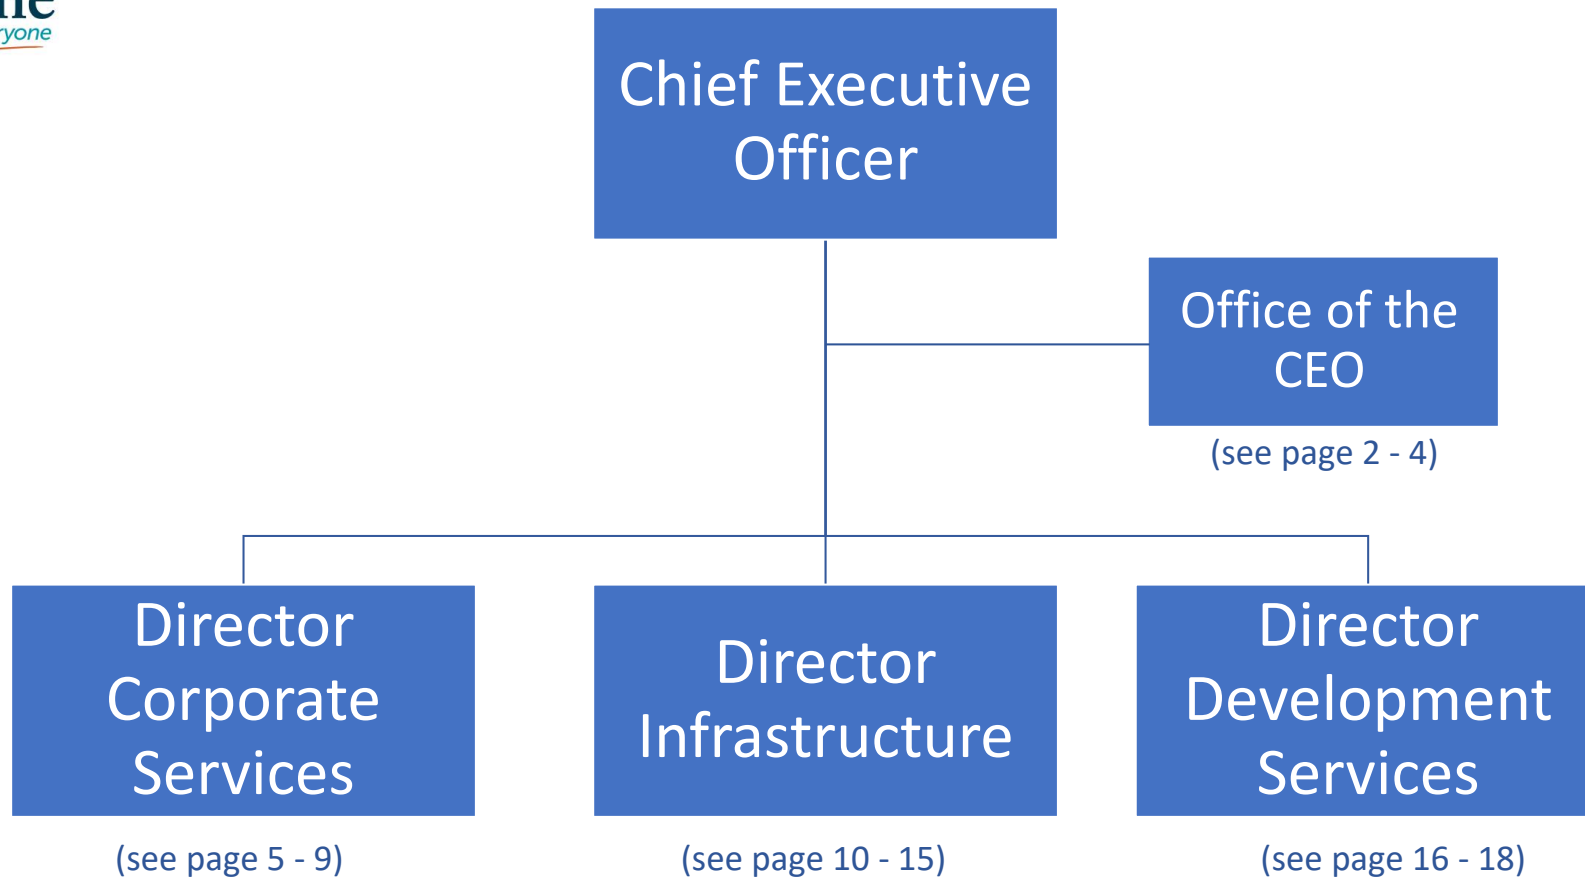 Chief Executive
Officer
Office of the
CEO
(see page 2 - 4)
Director
Corporate
Services
(see page 5 - 9)
Director
Infrastructure
(see page 10 - 15)
Director
Development
Services
(see page 16 - 18)